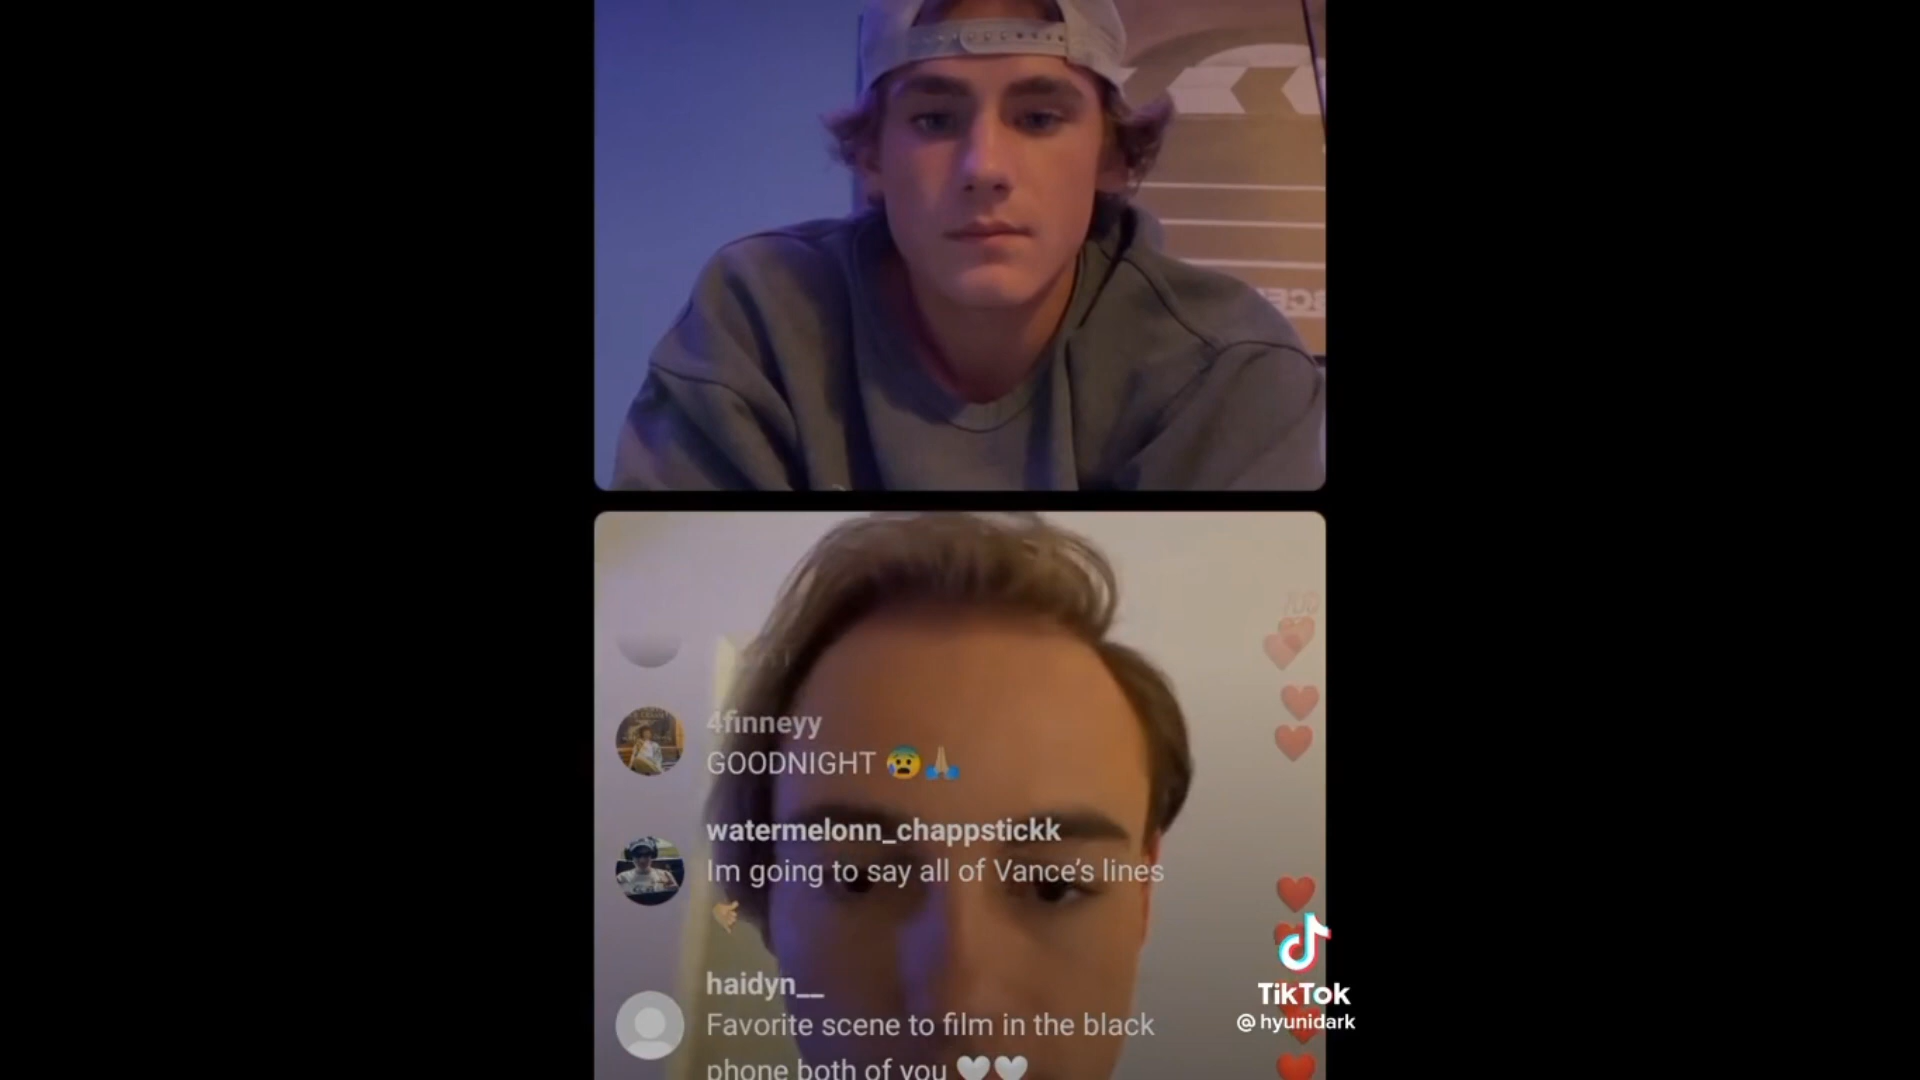 4finneyy
GOODNIGHT 😰🙏🏼
watermelonn_chappstickk
Im going to say all of Vance’s lines
🤙🏼
haidyn__
Favorite scene to film in the black
phone both of you 🤍🤍
TikTok
@hyunidark